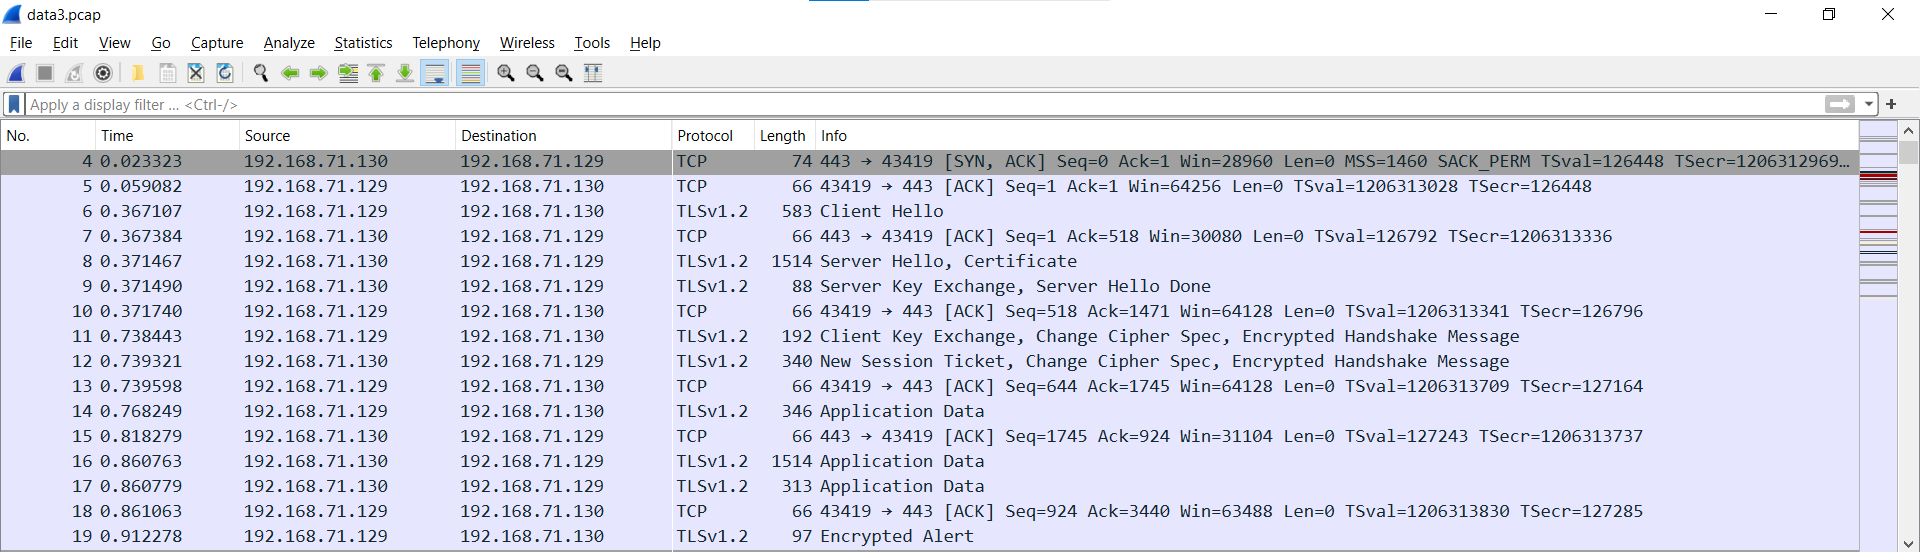 data3.pcap
File Edit View Go Capture Analyze Statistics Telephony Wireless Tools Help
Apply a display filter ... <Ctrl-/>
No. Time Source Destination Protocol Length Info
4 0.023323 192.168.71.130 192.168.71.129 TCP 74 443 → 43419 [SYN, ACK] Seq=0 Ack=1 Win=28960 Len=0 MSS=1460 SACK_PERM TSval=126448 TSecr=1206312969…
5 0.059082 192.168.71.129 192.168.71.130 TCP 66 43419 → 443 [ACK] Seq=1 Ack=1 Win=64256 Len=0 TSval=1206313028 TSecr=126448
6 0.367107 192.168.71.129 192.168.71.130 TLSv1.2 583 Client Hello
7 0.367384 192.168.71.130 192.168.71.129 TCP 66 443 → 43419 [ACK] Seq=1 Ack=518 Win=30080 Len=0 TSval=126792 TSecr=1206313336
8 0.371467 192.168.71.130 192.168.71.129 TLSv1.2 1514 Server Hello, Certificate
9 0.371490 192.168.71.130 192.168.71.129 TLSv1.2 88 Server Key Exchange, Server Hello Done
10 0.371740 192.168.71.129 192.168.71.130 TCP 66 43419 → 443 [ACK] Seq=518 Ack=1471 Win=64128 Len=0 TSval=1206313341 TSecr=126796
11 0.738443 192.168.71.129 192.168.71.130 TLSv1.2 192 Client Key Exchange, Change Cipher Spec, Encrypted Handshake Message
12 0.739321 192.168.71.130 192.168.71.129 TLSv1.2 340 New Session Ticket, Change Cipher Spec, Encrypted Handshake Message
13 0.739598 192.168.71.129 192.168.71.130 TCP 66 43419 → 443 [ACK] Seq=644 Ack=1745 Win=64128 Len=0 TSval=1206313709 TSecr=127164
14 0.768249 192.168.71.129 192.168.71.130 TLSv1.2 346 Application Data
15 0.818279 192.168.71.130 192.168.71.129 TCP 66 443 → 43419 [ACK] Seq=1745 Ack=924 Win=31104 Len=0 TSval=127243 TSecr=1206313737
16 0.860763 192.168.71.130 192.168.71.129 TLSv1.2 1514 Application Data
17 0.860779 192.168.71.130 192.168.71.129 TLSv1.2 313 Application Data
18 0.861063 192.168.71.129 192.168.71.130 TCP 66 43419 → 443 [ACK] Seq=924 Ack=3440 Win=63488 Len=0 TSval=1206313830 TSecr=127285
19 0.912278 192.168.71.129 192.168.71.130 TLSv1.2 97 Encrypted Alert